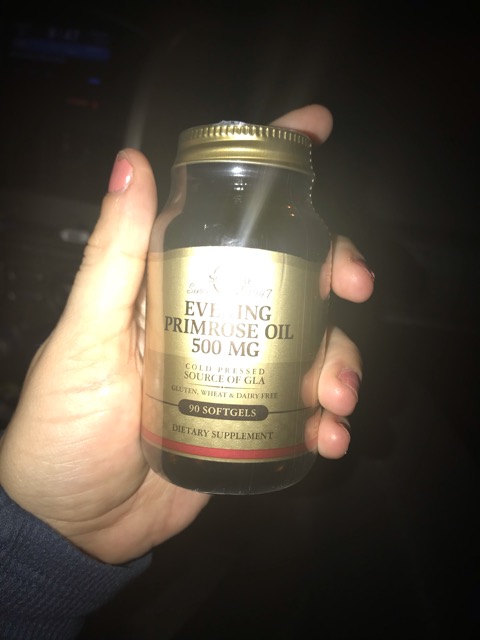 EVENING
PRIMROSE OIL
500 MG
COLD PRESSED
SOURCE OF GLA
GLUTEN, WHEAT & DAIRY FREE
90 SOFTGELS
DIETARY SUPPLEMENT